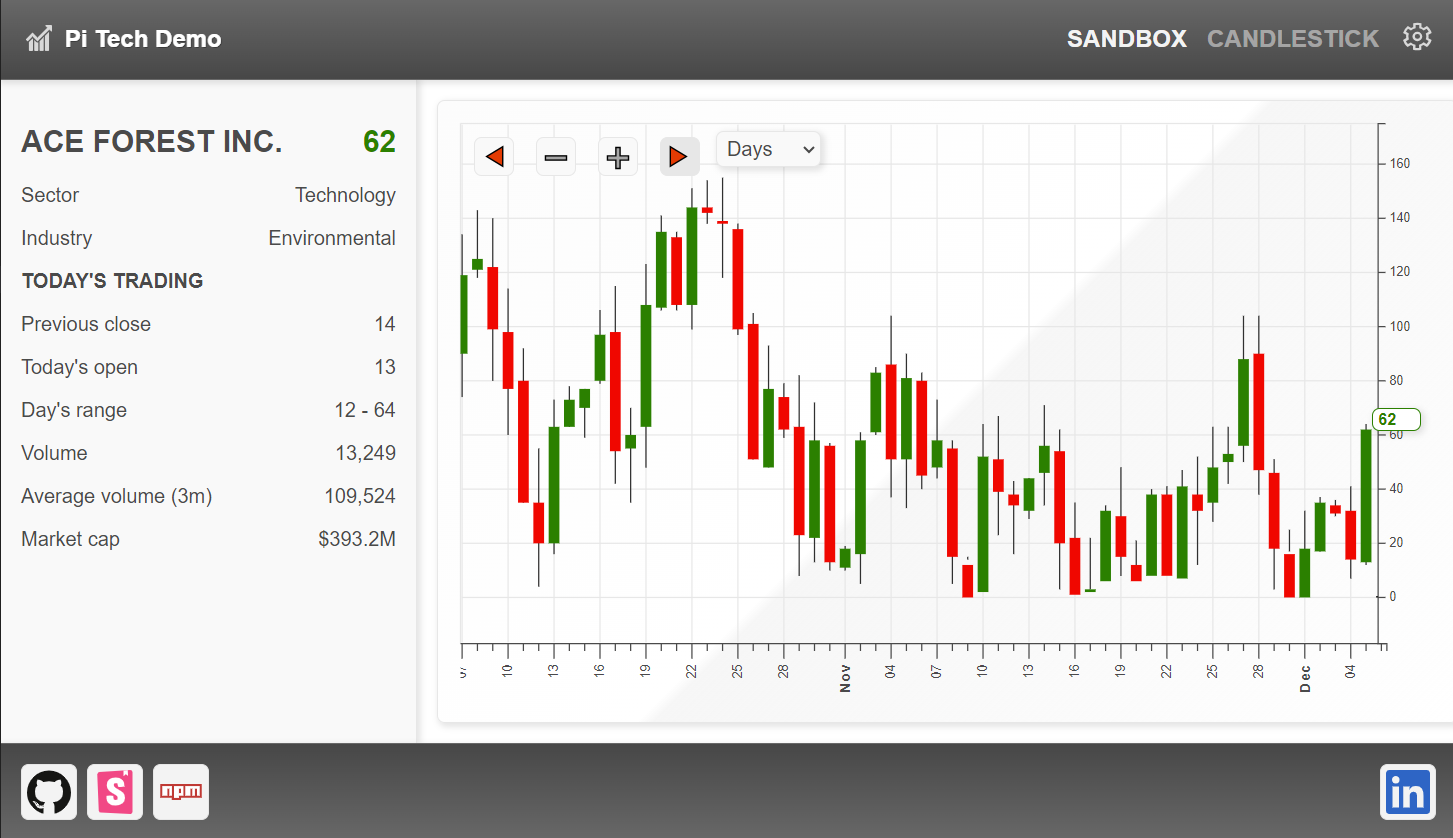 Pi Tech Demo
SANDBOX CANDLESTICK
ACE FOREST INC. 62
Sector Technology
Industry Environmental
TODAY'S TRADING
Previous close 14
Today's open 13
Day's range 12 - 64
Volume 13,249
Average volume (3m) 109,524
Market cap $393.2M
Days
160
140
120
100
80
62
60
40
20
0
10 13 16 19 22 25 28 Nov 04 07 10 13 16 19 22 25 28 Dec 04
S
npm
in